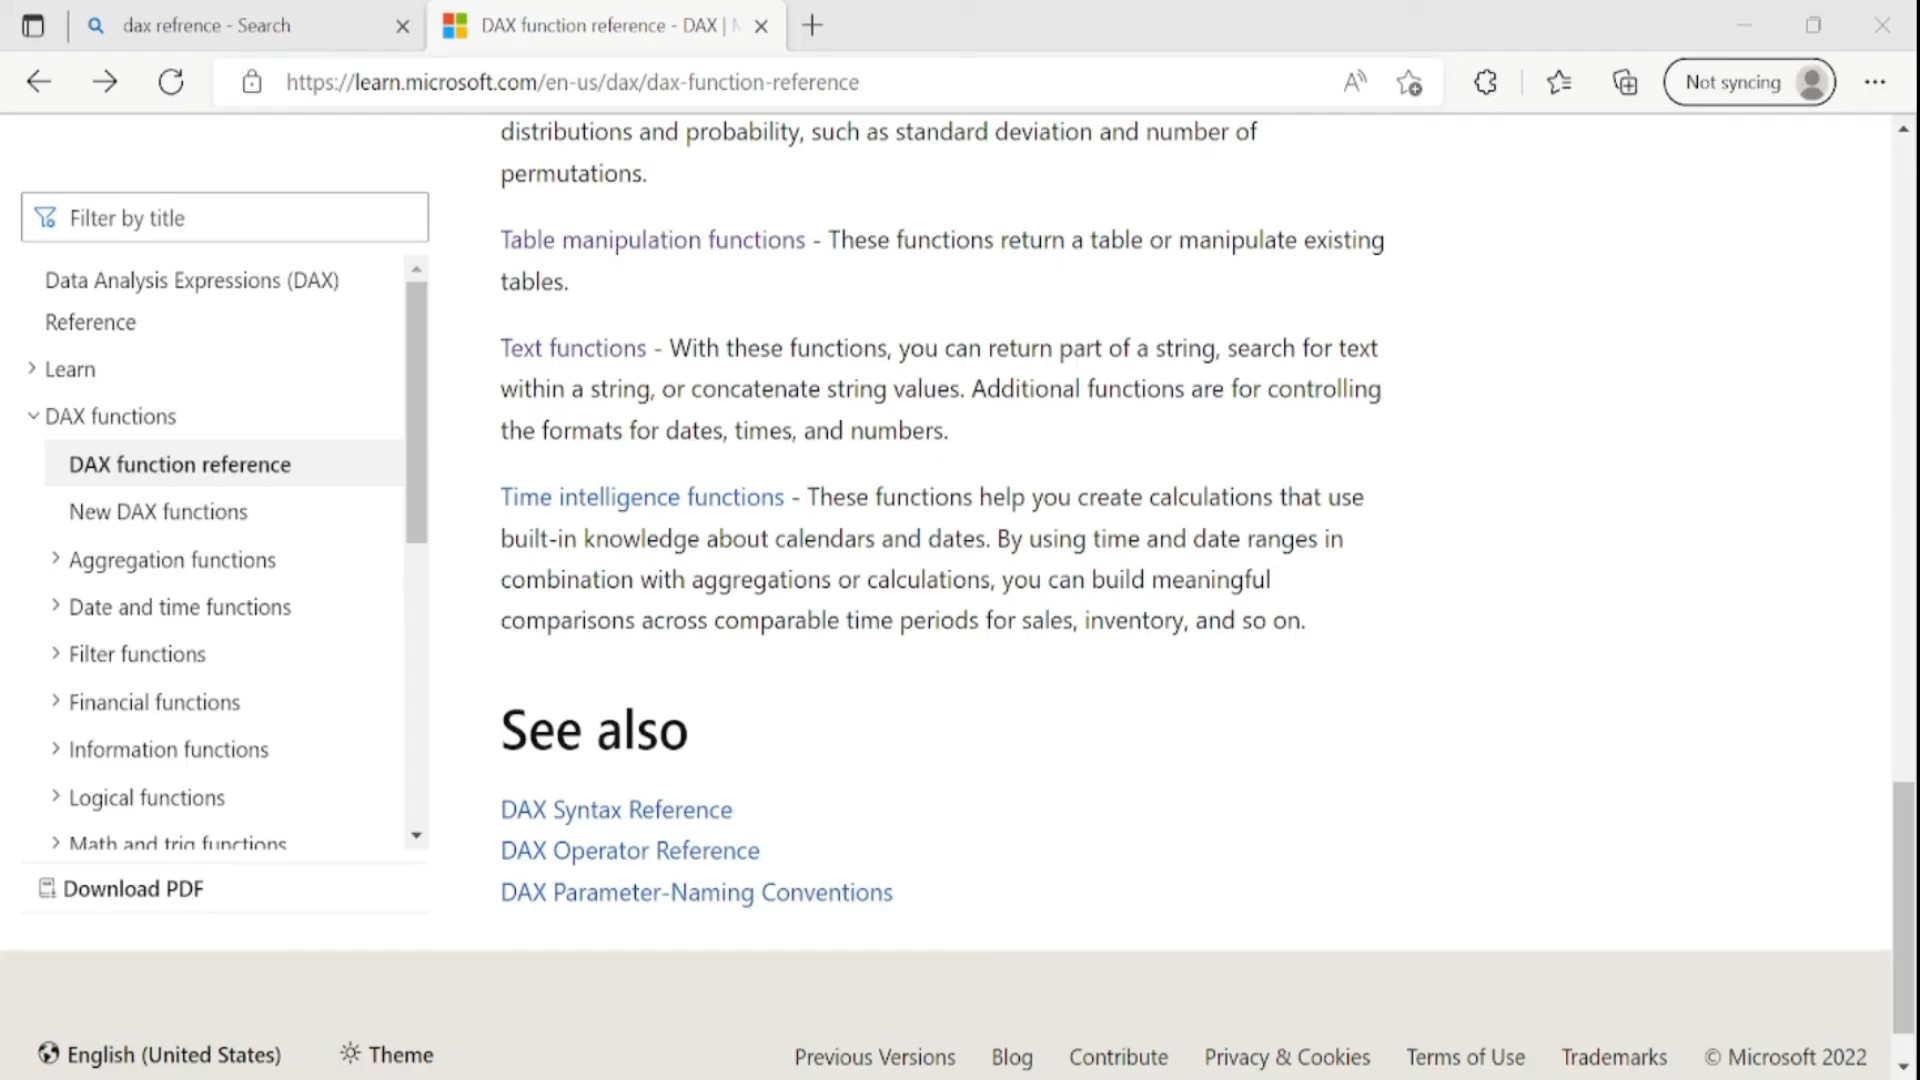 dax refrence - Search
DAX function reference - DAX |
https://learn.microsoft.com/en-us/dax/dax-function-reference
Not syncing
distributions and probability, such as standard deviation and number of
permutations.
Filter by title
Data Analysis Expressions (DAX)
Reference
Learn
DAX functions
DAX function reference
New DAX functions
Aggregation functions
Date and time functions
Filter functions
Financial functions
Information functions
Logical functions
Math and trig functions
Download PDF
Table manipulation functions - These functions return a table or manipulate existing
tables.
Text functions - With these functions, you can return part of a string, search for text
within a string, or concatenate string values. Additional functions are for controlling
the formats for dates, times, and numbers.
Time intelligence functions - These functions help you create calculations that use
built-in knowledge about calendars and dates. By using time and date ranges in
combination with aggregations or calculations, you can build meaningful
comparisons across comparable time periods for sales, inventory, and so on.
See also
DAX Syntax Reference
DAX Operator Reference
DAX Parameter-Naming Conventions
English (United States)
Theme
Previous Versions
Blog
Contribute
Privacy & Cookies
Terms of Use
Trademarks
© Microsoft 2022